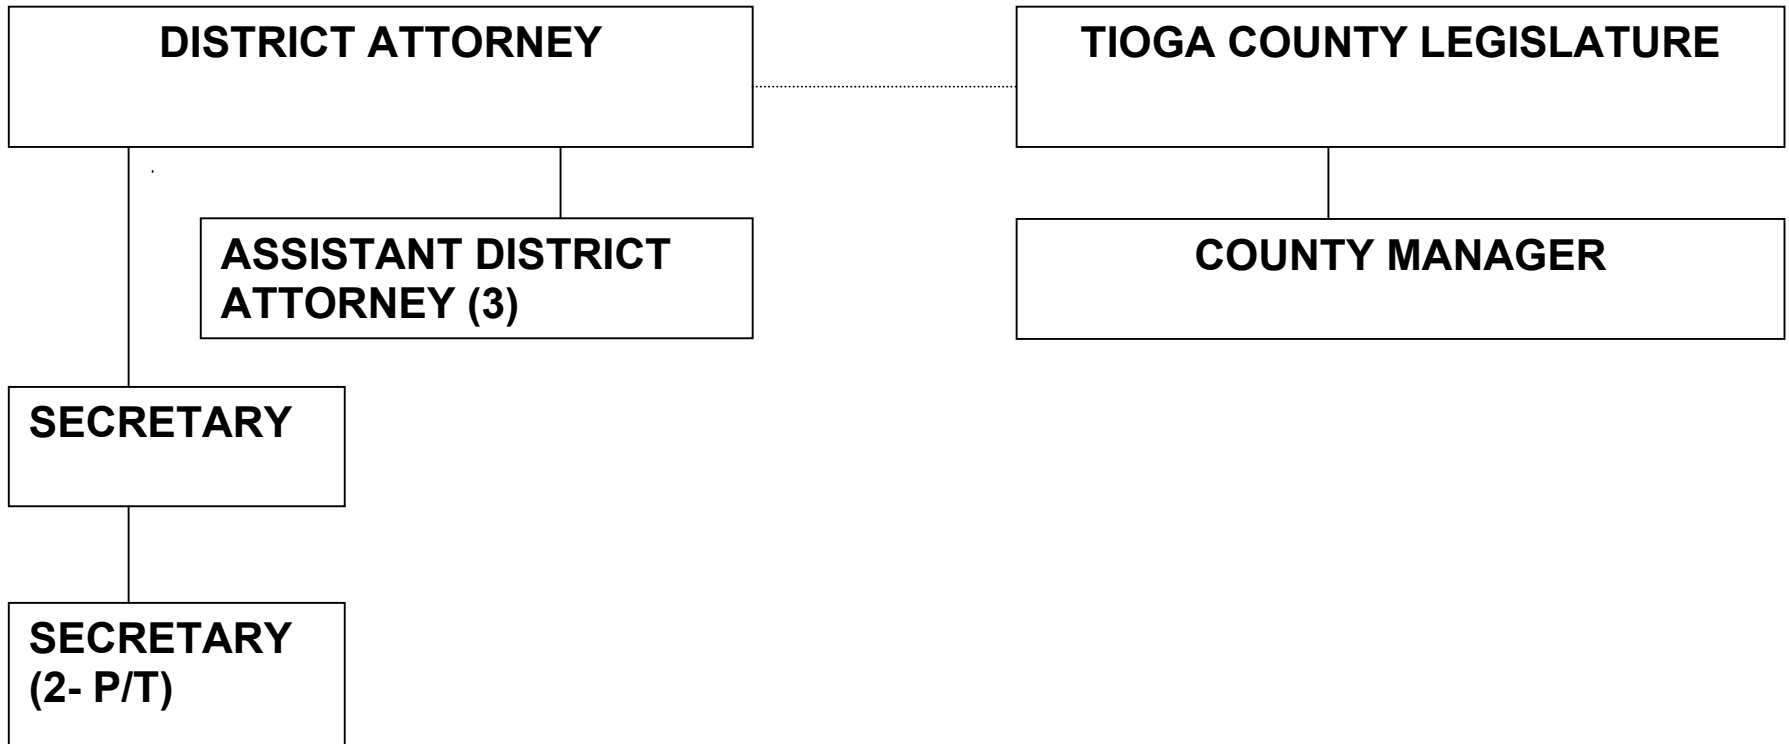 DISTRICT ATTORNEY
TIOGA COUNTY LEGISLATURE
ASSISTANT DISTRICT
ATTORNEY (3)
COUNTY MANAGER
SECRETARY
SECRETARY
(2- P/T)